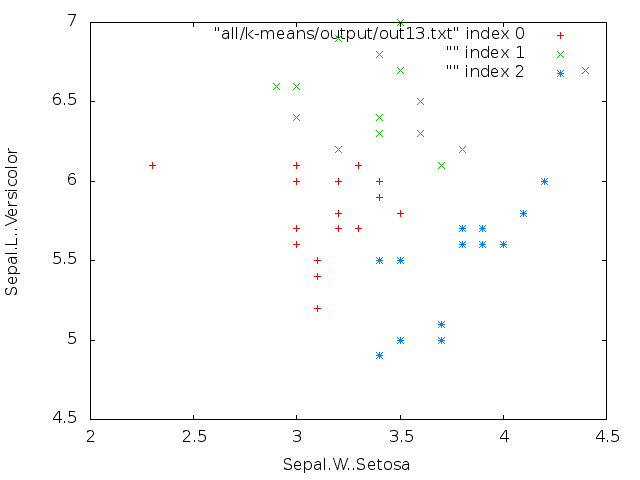 7
6.5
6
5.5
5
4.5
Sepal.L..Versicolor
"all/k-means/output/out13.txt" index 0
"" index 1
"" index 2
2 2.5 3 3.5 4 4.5
Sepal.W..Setosa